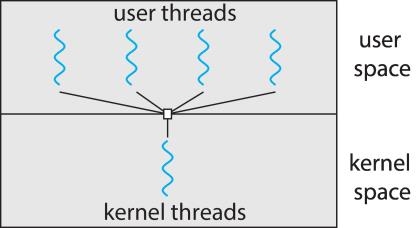 user threads
user
space
kernel
space
kernel threads